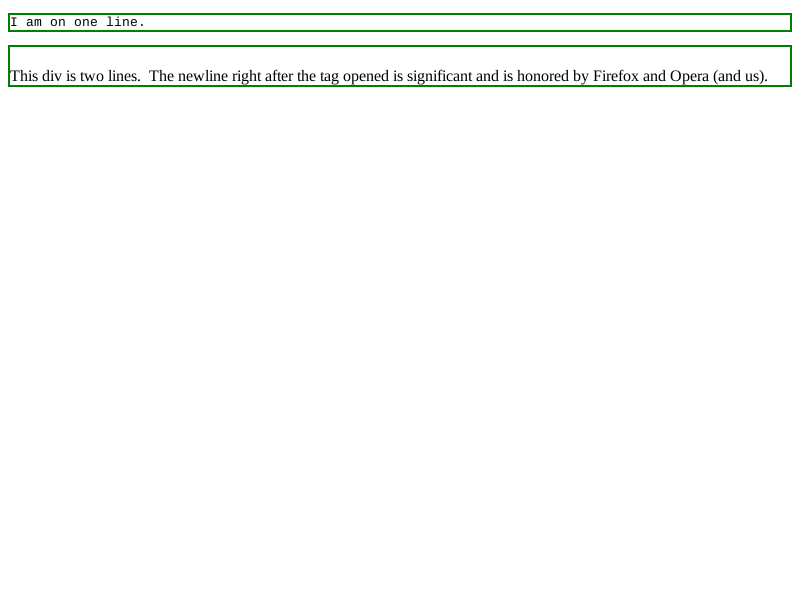 I am on one line.
This div is two lines.  The newline right after the tag opened is significant and is honored by Firefox and Opera (and us).